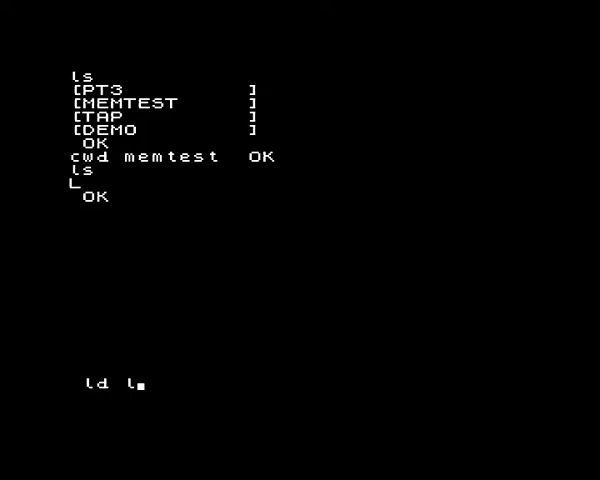 ls
[PT3 ]
[MEMTEST ]
[TAP ]
[DEMO ]
OK
cwd memtest OK
ls
L
OK
ld l